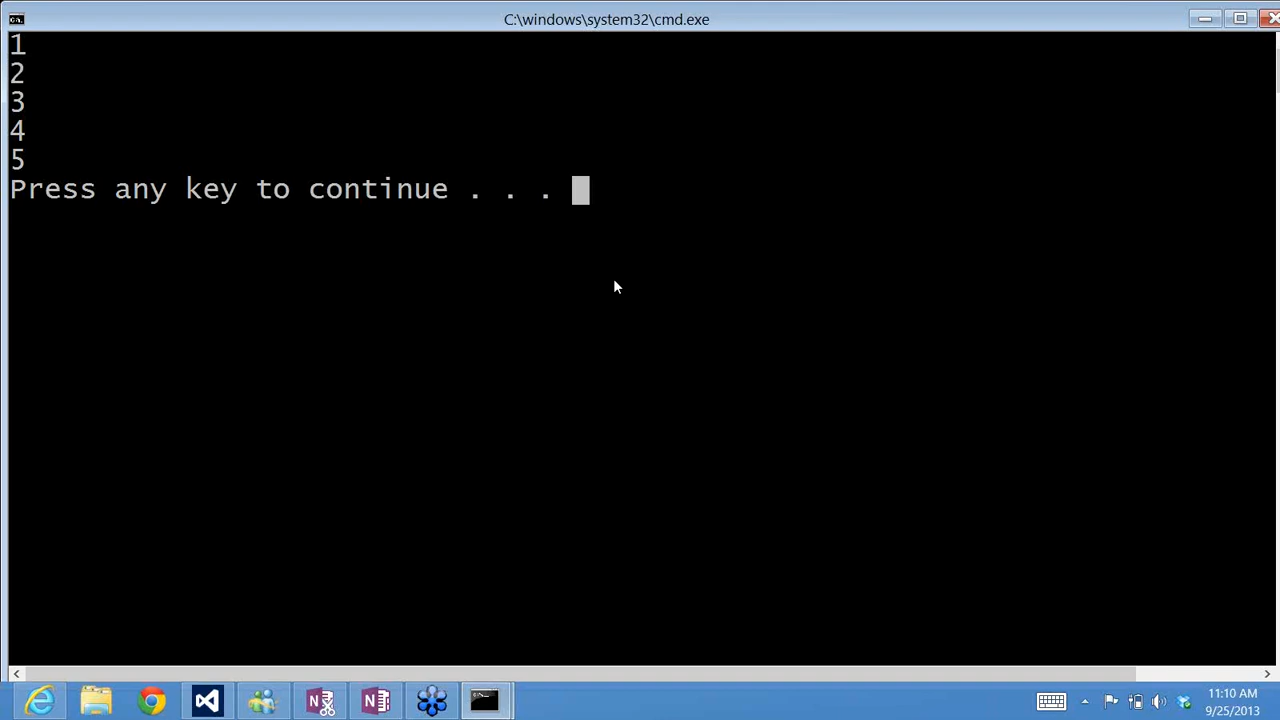 C:\windows\system32\cmd.exe
1
2
3
4
5
Press any key to continue . . .
11:10 AM
9/25/2013